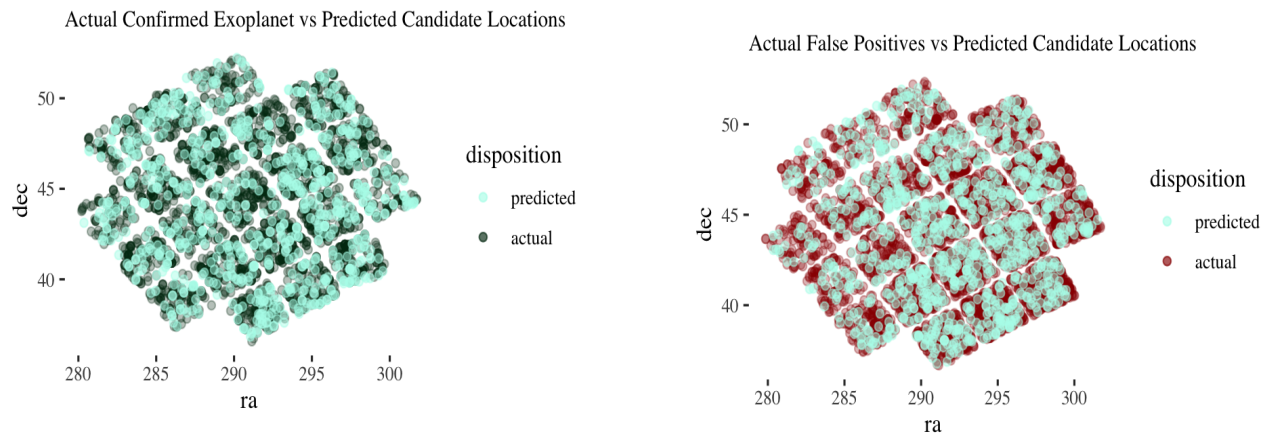 Actual Confirmed Exoplanet vs Predicted Candidate Locations
50
45
40
dec
280 285 290 295 300
ra
disposition
predicted
actual
Actual False Positives vs Predicted Candidate Locations
50
45
40
dec
280 285 290 295 300
ra
disposition
predicted
actual